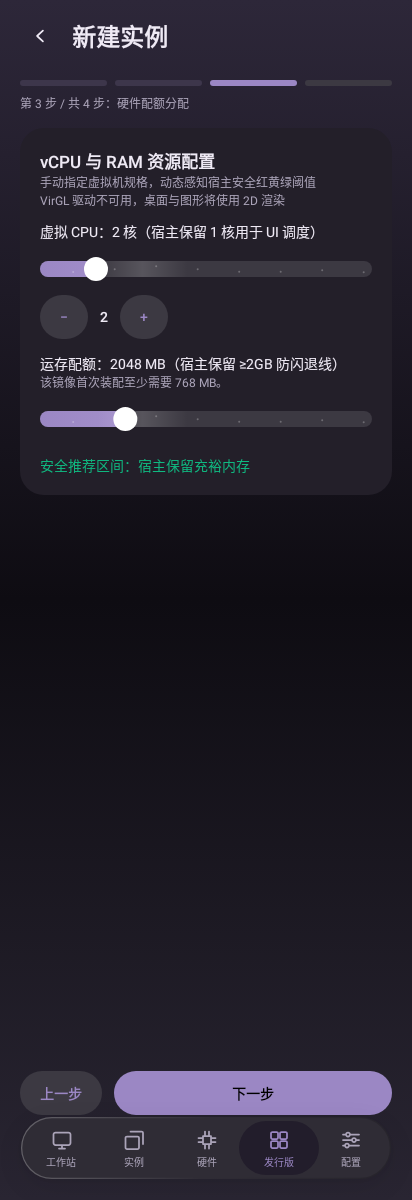 新建实例
第 3 步 / 共 4 步：硬件配额分配
vCPU 与 RAM 资源配置
手动指定虚拟机规格，动态感知宿主安全红黄绿阈值
VirGL 驱动不可用，桌面与图形将使用 2D 渲染
虚拟 CPU：2 核（宿主保留 1 核用于 UI 调度）
− 2 +
运存配额：2048 MB（宿主保留 ≥2GB 防闪退线）
该镜像首次装配至少需要 768 MB。
安全推荐区间：宿主保留充裕内存
上一步 下一步
工作站 实例 硬件 发行版 配置